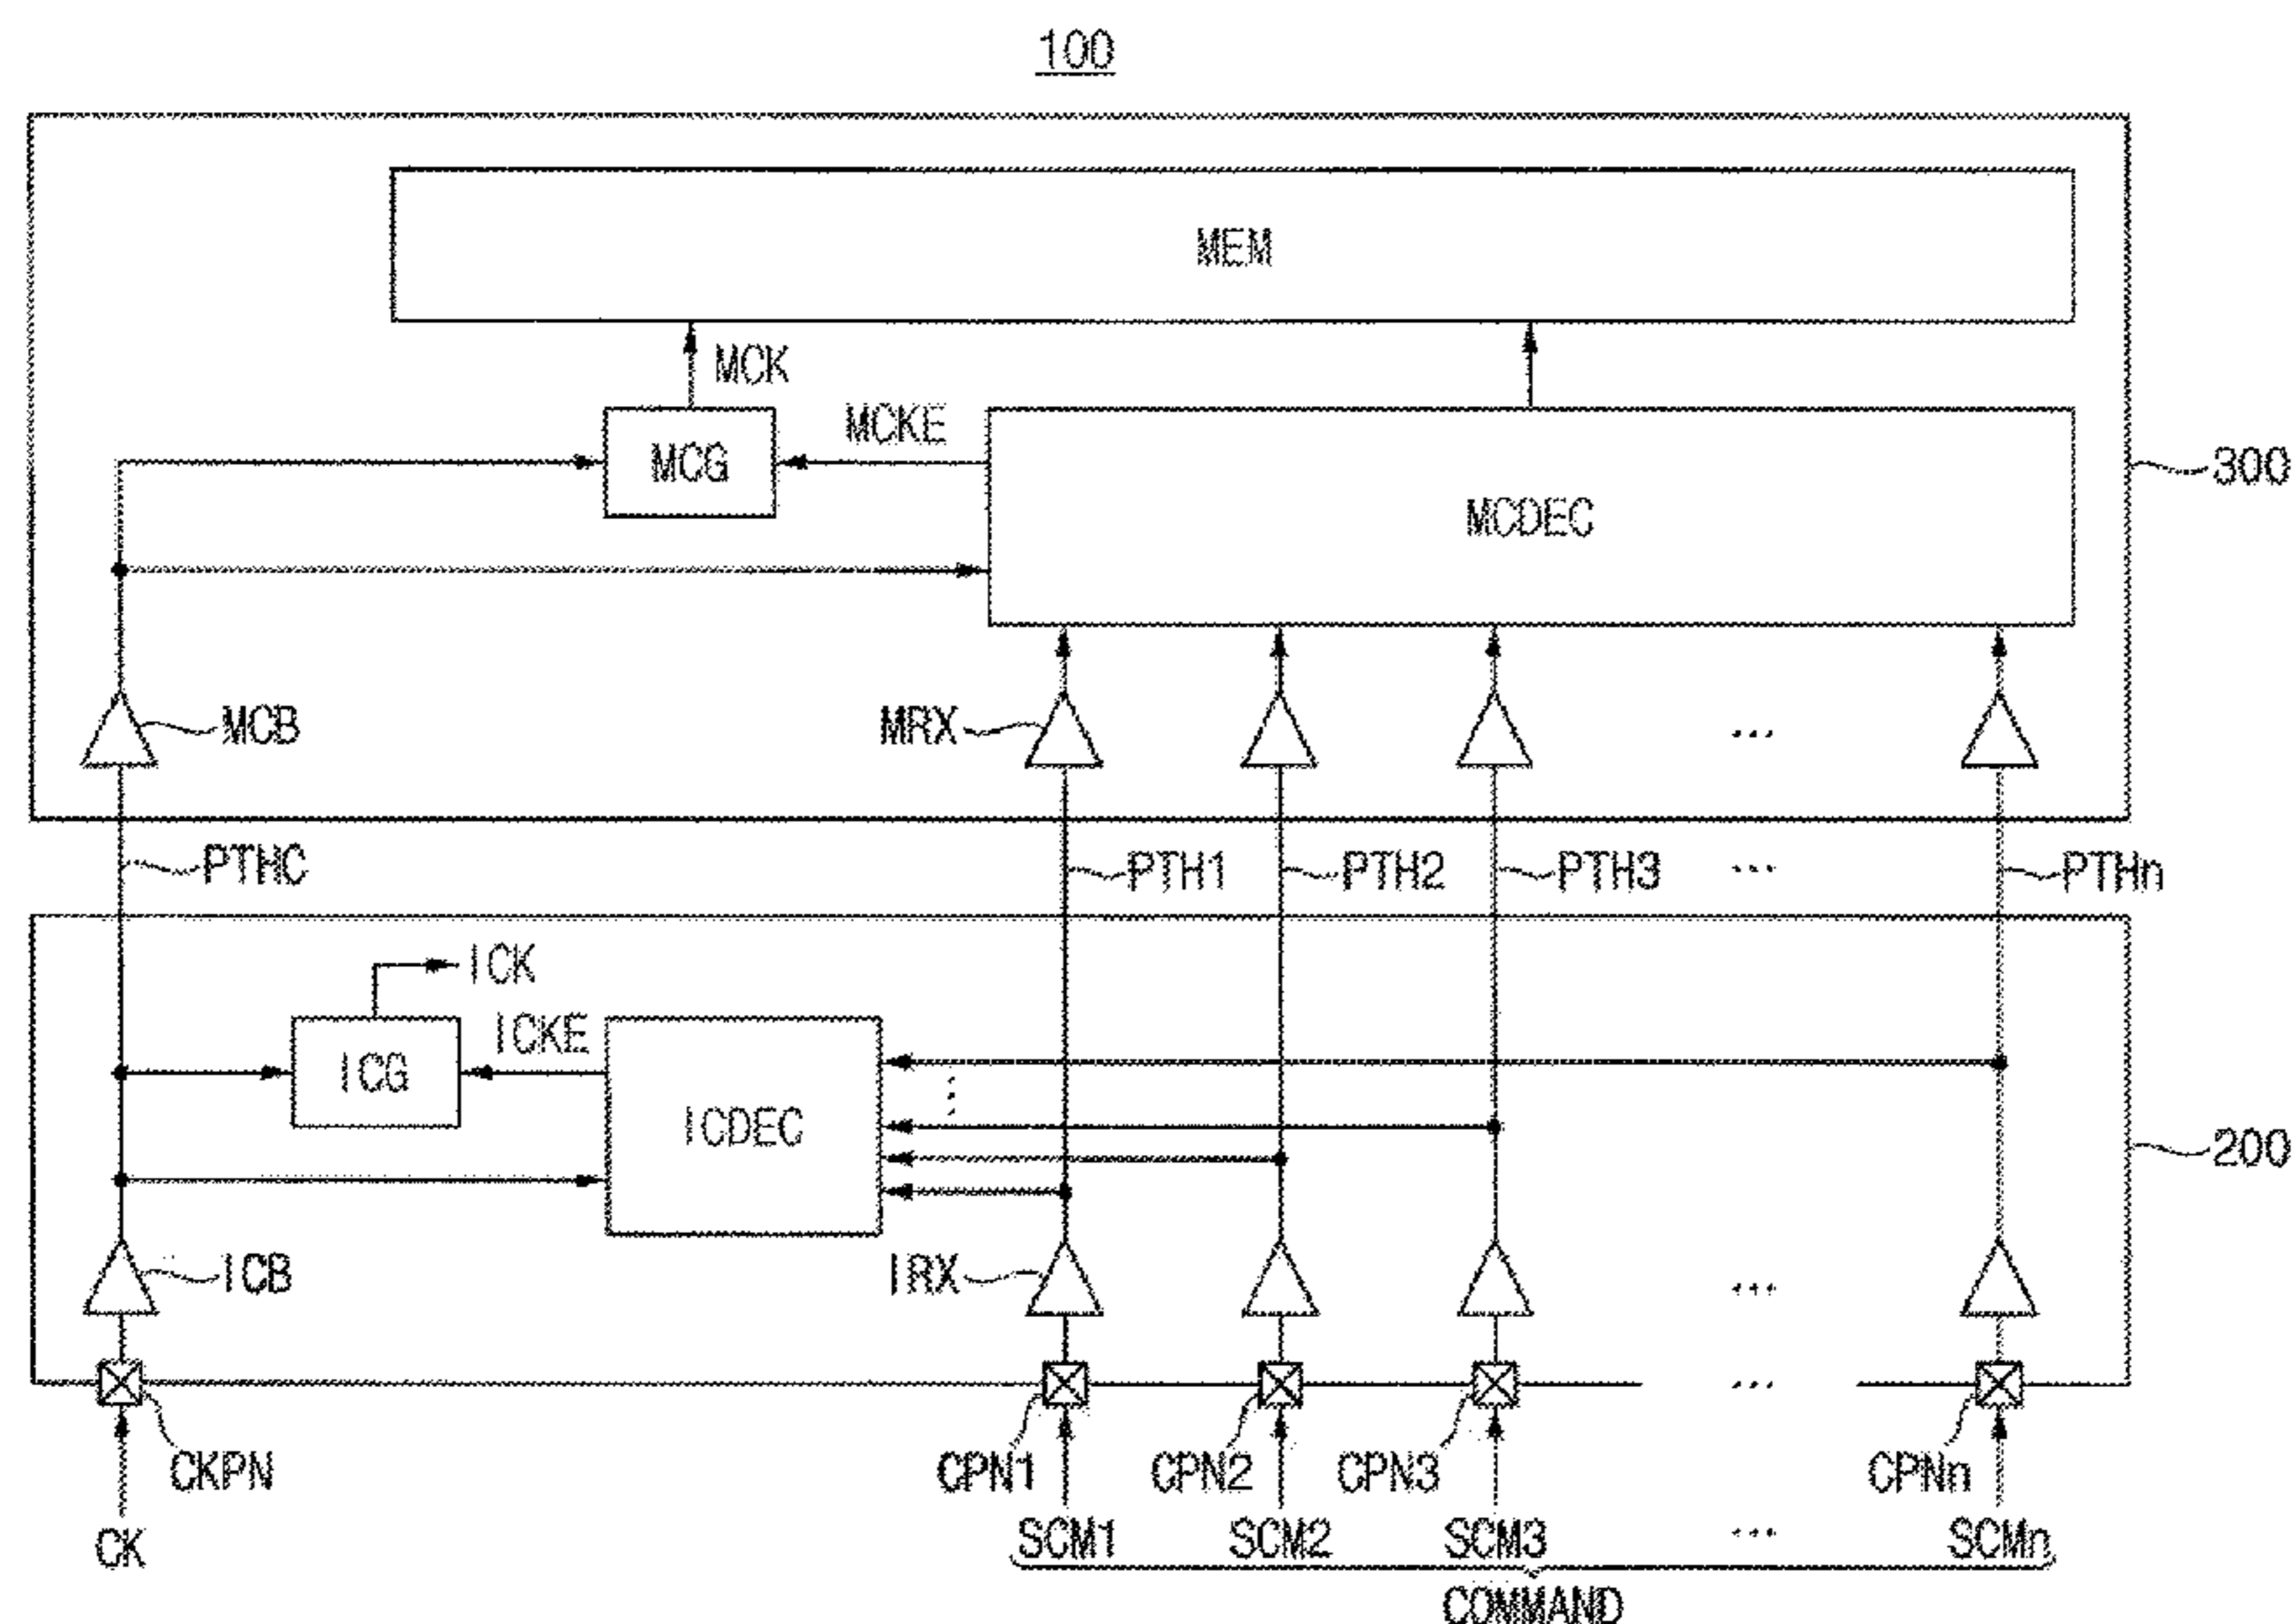 100
MEM
MCK
MCKE
MCG
MCDEC
300
MCB
MRX
...
PTHC
PTH1
PTH2
PTH3
...
PTHn
ICK
ICKE
ICG
ICDEC
200
ICB
IRX
...
...
CKPN
CPN1
CPN2
CPN3
CPNn
CK
SCM1
SCM2
SCM3
...
SCMn
COMMAND